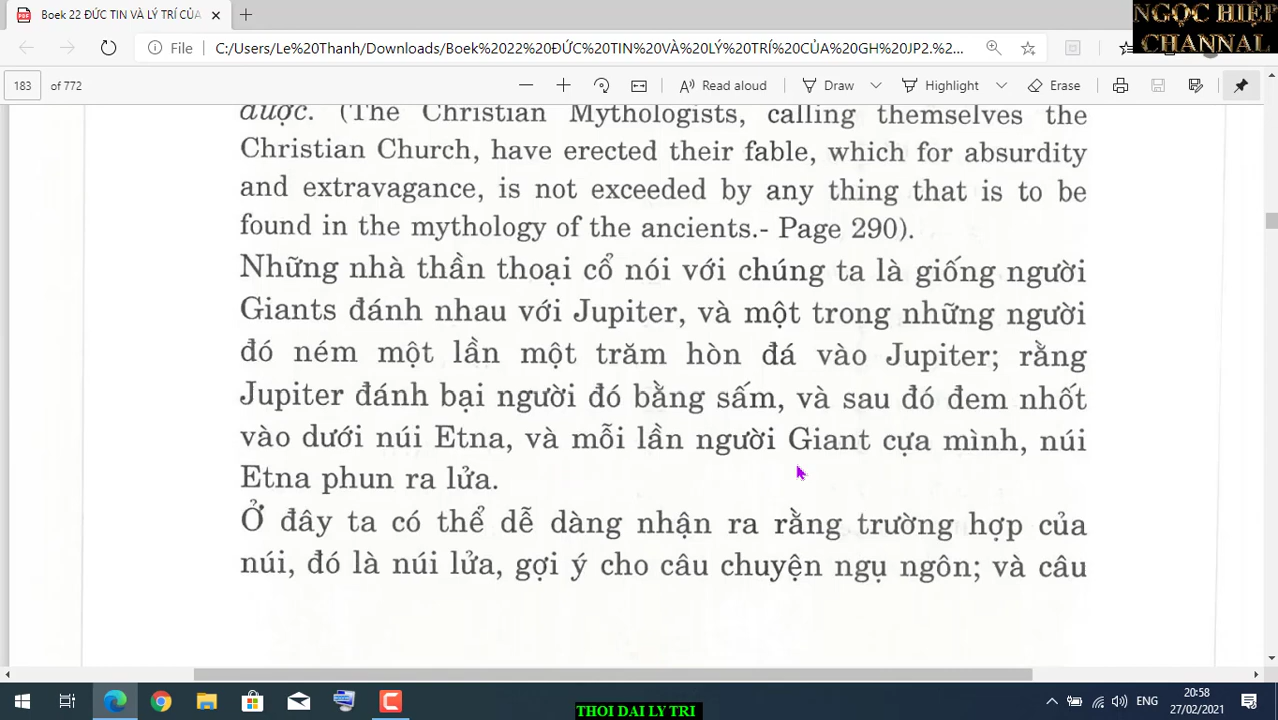 Boek 22 ĐỨC TIN VÀ LÝ TRÍ CỦA
NGỌC HIỆP
CHANNAL
File
C:/Users/Le%20Thanh/Downloads/Boek%2022%20ĐỨC%20TIN%20VÀ%20LÝ%20TRÍ%20CỦA%20GH%20JP2.%...
183 of 772
Read aloud
Draw
Highlight
Erase
được. (The Christian Mythologists, calling themselves the
Christian Church, have erected their fable, which for absurdity
and extravagance, is not exceeded by any thing that is to be
found in the mythology of the ancients.- Page 290).
Những nhà thần thoại cổ nói với chúng ta là giống người
Giants đánh nhau với Jupiter, và một trong những người
đó ném một lần một trăm hòn đá vào Jupiter; rằng
Jupiter đánh bại người đó bằng sấm, và sau đó đem nhốt
vào dưới núi Etna, và mỗi lần người Giant cựa mình, núi
Etna phun ra lửa.
Ở đây ta có thể dễ dàng nhận ra rằng trường hợp của
núi, đó là núi lửa, gợi ý cho câu chuyện ngụ ngôn; và câu
ENG
20:58
27/02/2021
THOI DAI LY TRI